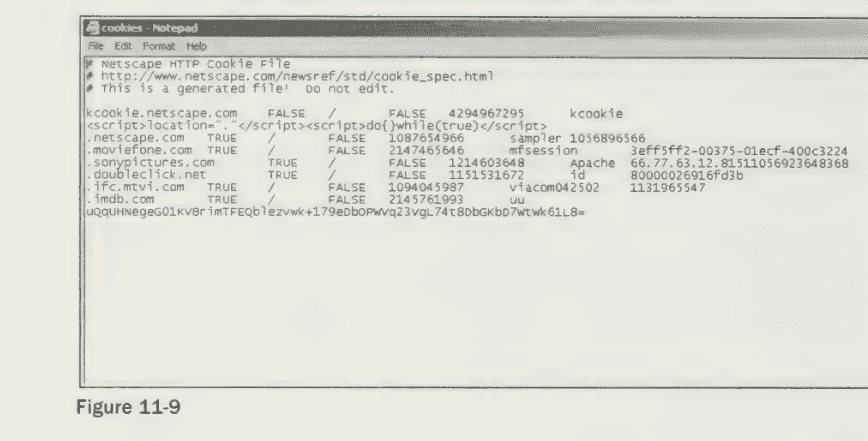 cookies - Notepad
File Edit Format Help
# Netscape HTTP Cookie File
# http://www.netscape.com/newsref/std/cookie_spec.html
# This is a generated file! Do not edit.
kcookie.netscape.com FALSE / FALSE 4294967295 kcookie
<script>location="."</script><script>do{}while(true)</script>
.netscape.com TRUE / FALSE 1087654966 sampler 1056896566
.moviefone.com TRUE / FALSE 2147465646 mfsession 3eff5ff2-00375-01ecf-400c3224
.sonypictures.com TRUE / FALSE 1214603648 Apache 66.77.63.12.81511056923648368
.doubleclick.net TRUE / FALSE 1151531672 id 80000026916fd3b
.ifc.mtvi.com TRUE / FALSE 1094045987 viacom042502 1131965547
.imdb.com TRUE / FALSE 2145761993 uu
uQqUHNegeG01KVBrimTFEQblezvwk+179eDbOPWVq23VgL74t8DbGKbD7wtwk61L8=
Figure 11-9